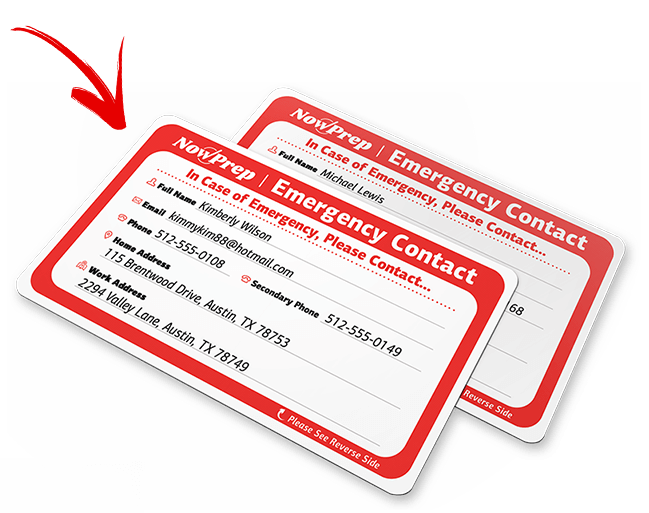 NowPrep | Emergency Contact
In Case of Emergency, Please Contact...
Full Name Kimberly Wilson
Email kimmykim88@hotmail.com
Phone 512-555-0108
Secondary Phone 512-555-0149
Home Address
115 Brentwood Drive, Austin, TX 78753
Work Address
2294 Valley Lane, Austin, TX 78749
Please See Reverse Side
NowPrep | Emergency Contact
In Case of Emergency, Please Contact...
Full Name Michael Lewis
68
Reverse Side